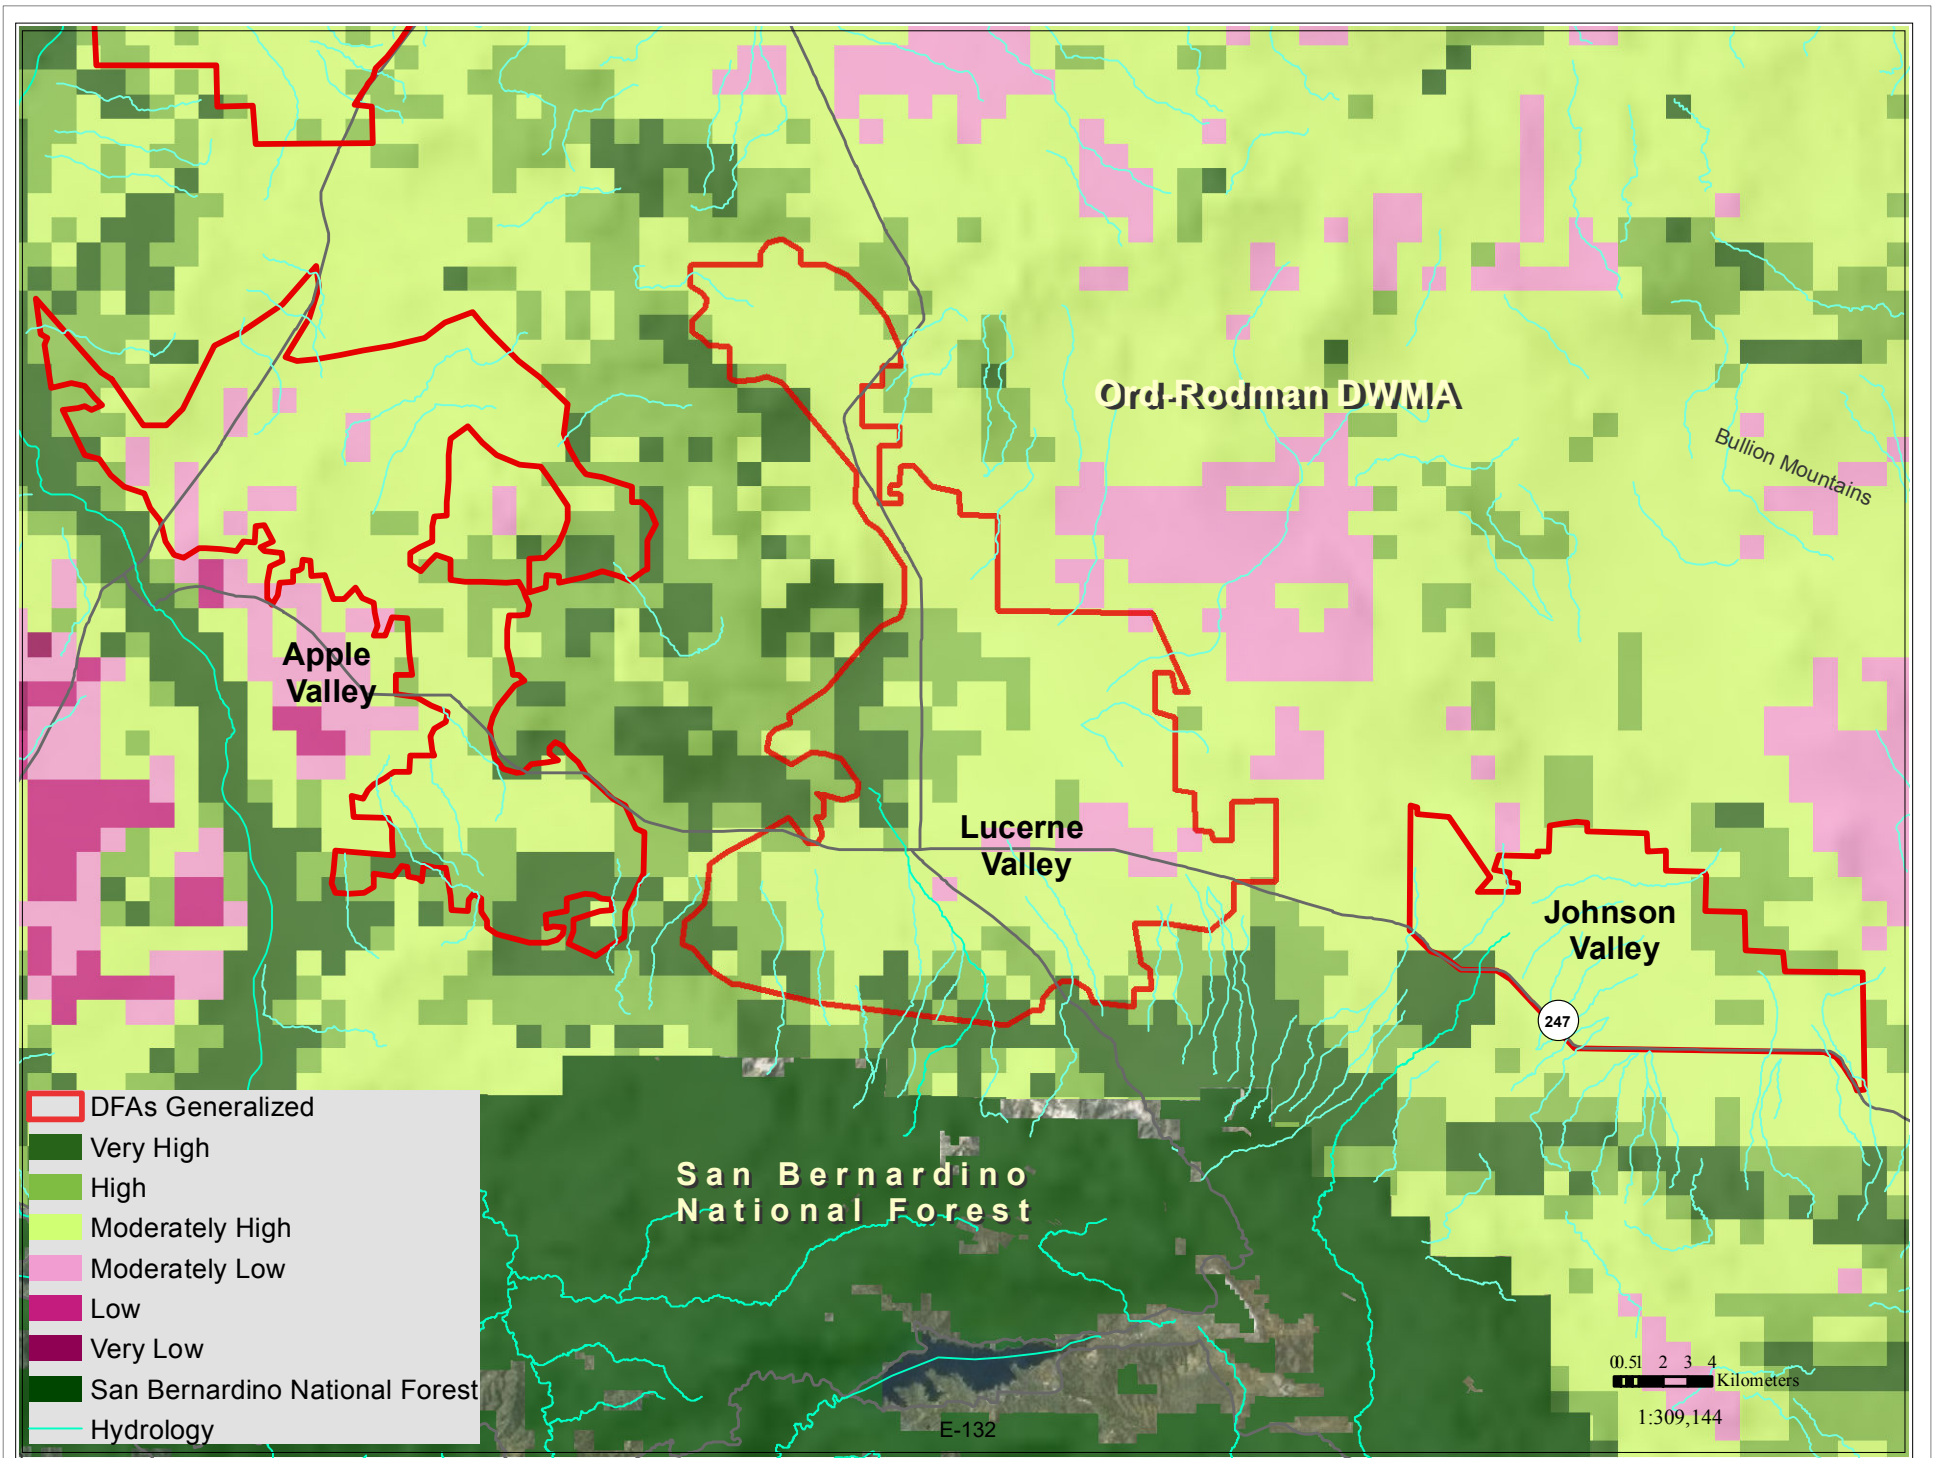 Ord-Rodman DWMA
Bullion Mountains
Apple
Valley
Lucerne
Valley
Johnson
Valley
247
San Bernardino
National Forest
DFAs Generalized
Very High
High
Moderately High
Moderately Low
Low
Very Low
San Bernardino National Forest
Hydrology
0 0.5 1 2 3 4
Kilometers
1:309,144
E-132